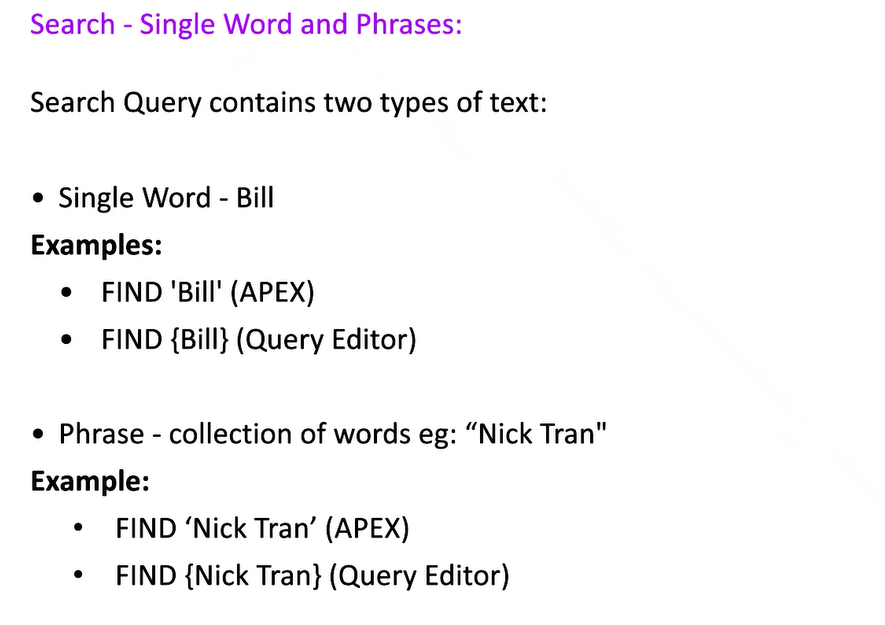 Search - Single Word and Phrases:
Search Query contains two types of text:
• Single Word - Bill
Examples:
• FIND 'Bill' (APEX)
• FIND {Bill} (Query Editor)
• Phrase - collection of words eg: “Nick Tran"
Example:
• FIND ‘Nick Tran’ (APEX)
• FIND {Nick Tran} (Query Editor)